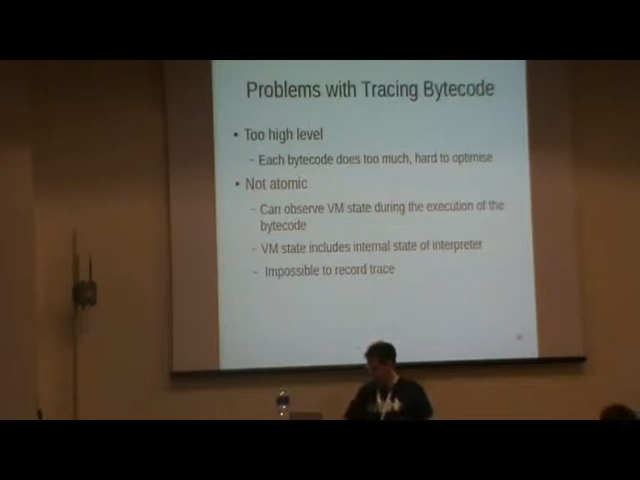 Problems with Tracing Bytecode
• Too high level
– Each bytecode does too much, hard to optimise
• Not atomic
– Can observe VM state during the execution of the
bytecode
– VM state includes internal state of interpreter
– Impossible to record trace